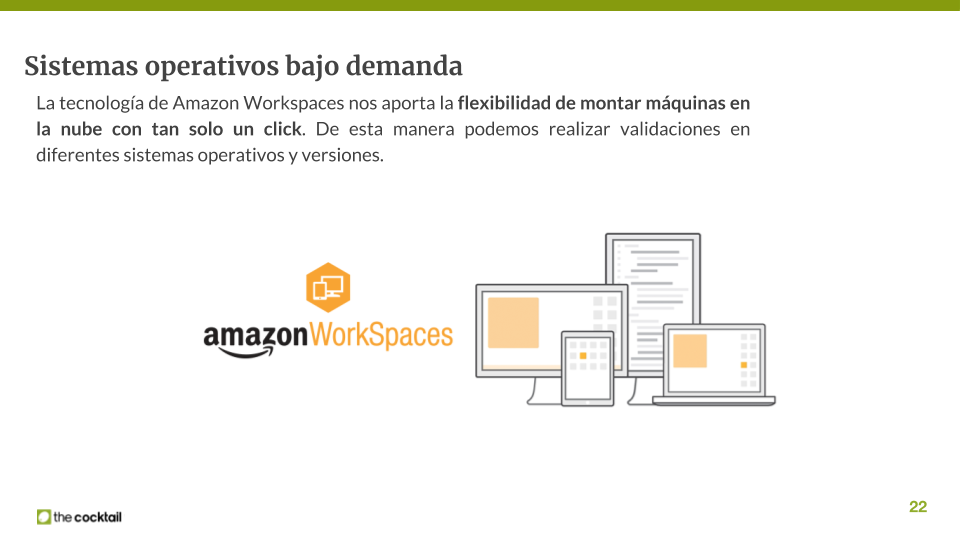 Sistemas operativos bajo demanda
La tecnología de Amazon Workspaces nos aporta la flexibilidad de montar máquinas en
la nube con tan solo un click. De esta manera podemos realizar validaciones en
diferentes sistemas operativos y versiones.
amazon WorkSpaces
the cocktail
22